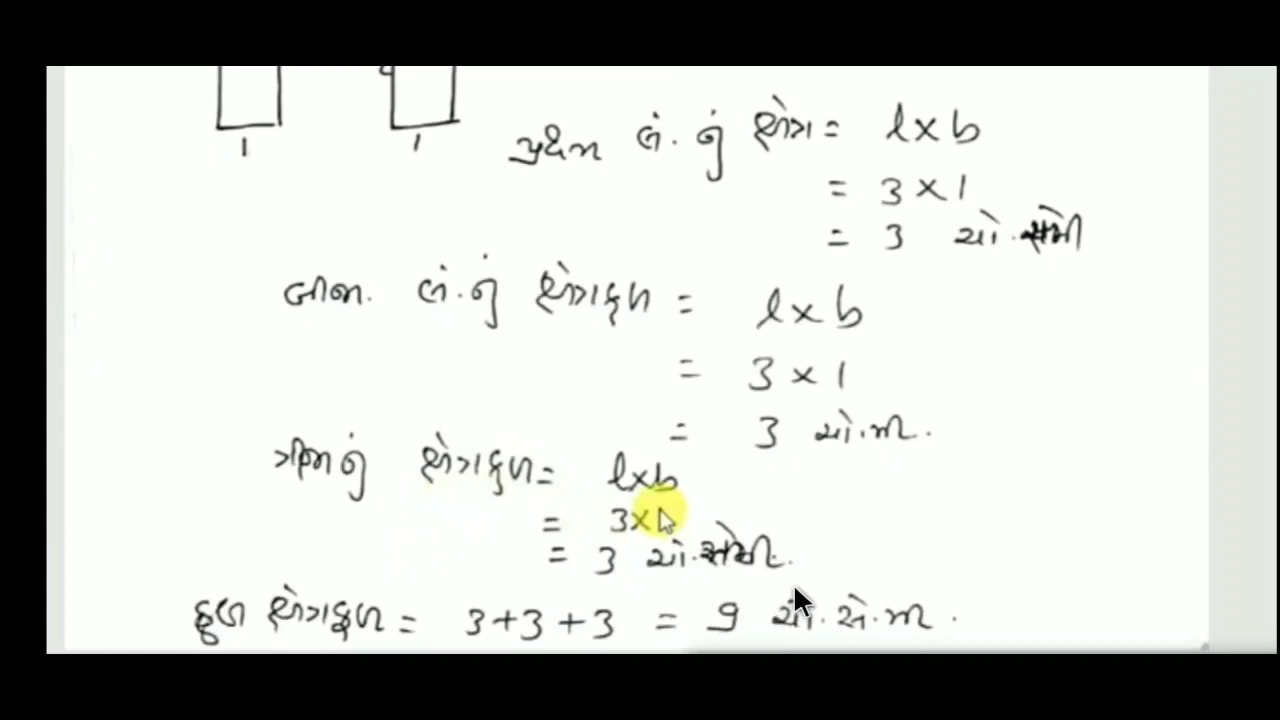 1 1
પ્રથમ લં. નું ક્ષેત્ર = l x b
= 3 x 1
= 3 ચો.
બીજા. લં. નું ક્ષેત્રફળ = l x b
= 3 x 1
= 3 ચો.મ.
ત્રીજાનું ક્ષેત્રફળ = l x b
= 3 x 1
= 3 ચો.
કુલ ક્ષેત્રફળ = 3 + 3 + 3 = 9 ચો. સે. મ .